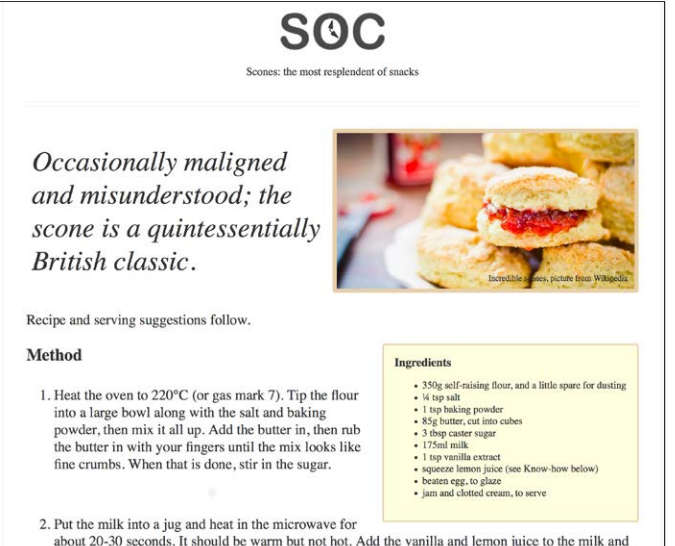 SOC
Scones: the most resplendent of snacks
Occasionally maligned
and misunderstood; the
scone is a quintessentially
British classic.
Incredible scones, picture from Wikipedia
Recipe and serving suggestions follow.
Method
1. Heat the oven to 220°C (or gas mark 7). Tip the flour
into a large bowl along with the salt and baking
powder, then mix it all up. Add the butter in, then rub
the butter in with your fingers until the mix looks like
fine crumbs. When that is done, stir in the sugar.
2. Put the milk into a jug and heat in the microwave for
about 20-30 seconds. It should be warm but not hot. Add the vanilla and lemon juice to the milk and
Ingredients
• 350g self-raising flour, and a little spare for dusting
• ¼ tsp salt
• 1 tsp baking powder
• 85g butter, cut into cubes
• 3 tbsp caster sugar
• 175ml milk
• 1 tsp vanilla extract
• squeeze lemon juice (see Know-how below)
• beaten egg, to glaze
• jam and clotted cream, to serve